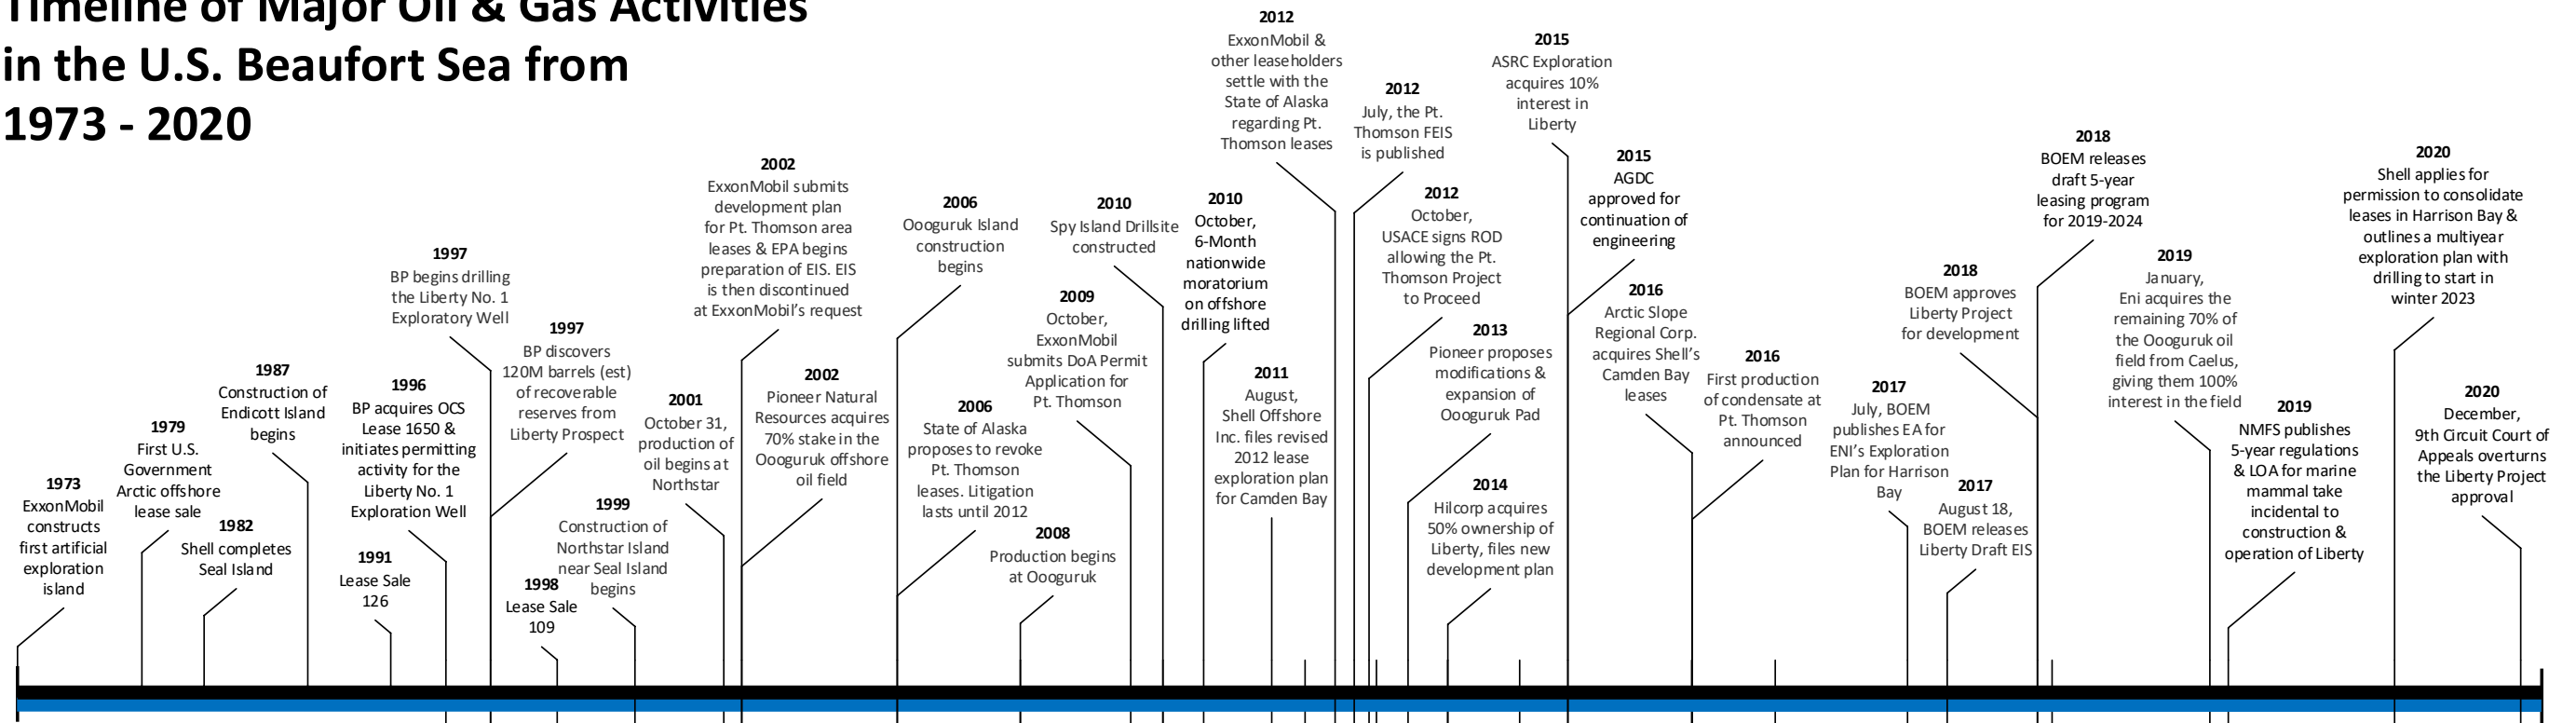 Timeline of Major Oil & Gas Activities
in the U.S. Beaufort Sea from
1973 - 2020
1973
ExxonMobil
constructs
first artificial
exploration
island
1979
First U.S.
Government
Arctic offshore
lease sale
1982
Shell completes
Seal Island
1987
Construction of
Endicott Island
begins
1991
Lease Sale
126
1996
BP acquires OCS
Lease 1650 &
initiates permitting
activity for the
Liberty No. 1
Exploration Well
1997
BP begins drilling
the Liberty No. 1
Exploratory Well
1997
BP discovers
120M barrels (est)
of recoverable
reserves from
Liberty Prospect
1998
Lease Sale
109
1999
Construction of
Northstar Island
near Seal Island
begins
2001
October 31,
production of
oil begins at
Northstar
2002
ExxonMobil submits
development plan
for Pt. Thomson area
leases & EPA begins
preparation of EIS. EIS
is then discontinued
at ExxonMobil's request
2002
Pioneer Natural
Resources acquires
70% stake in the
Oooguruk offshore
oil field
2006
Oooguruk Island
construction
begins
2006
State of Alaska
proposes to revoke
Pt. Thomson
leases. Litigation
lasts until 2012
2008
Production begins
at Oooguruk
2009
October,
ExxonMobil
submits DoA Permit
Application for
Pt. Thomson
2010
Spy Island Drillsite
constructed
2010
October,
6-Month
nationwide
moratorium
on offshore
drilling lifted
2011
August,
Shell Offshore
Inc. files revised
2012 lease
exploration plan
for Camden Bay
2012
ExxonMobil &
other leaseholders
settle with the
State of Alaska
regarding Pt.
Thomson leases
2012
July, the Pt.
Thomson FEIS
is published
2012
October,
USACE signs ROD
allowing the Pt.
Thomson Project
to Proceed
2013
Pioneer proposes
modifications &
expansion of
Oooguruk Pad
2014
Hilcorp acquires
50% ownership of
Liberty, files new
development plan
2015
ASRC Exploration
acquires 10%
interest in
Liberty
2015
AGDC
approved for
continuation of
engineering
2016
Arctic Slope
Regional Corp.
acquires Shell's
Camden Bay
leases
2016
First production
of condensate at
Pt. Thomson
announced
2017
July, BOEM
publishes EA for
ENI's Exploration
Plan for Harrison
Bay
2017
August 18,
BOEM releases
Liberty Draft EIS
2018
BOEM approves
Liberty Project
for development
2018
BOEM releases
draft 5-year
leasing program
for 2019-2024
2019
January,
Eni acquires the
remaining 70% of
the Oooguruk oil
field from Caelus,
giving them 100%
interest in the field
2019
NMFS publishes
5-year regulations
& LOA for marine
mammal take
incidental to
construction &
operation of Liberty
2020
Shell applies for
permission to consolidate
leases in Harrison Bay &
outlines a multiyear
exploration plan with
drilling to start in
winter 2023
2020
December,
9th Circuit Court of
Appeals overturns
the Liberty Project
approval